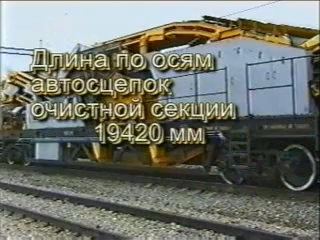 Длина по осям
автосцепок
очистной секции
19420 мм